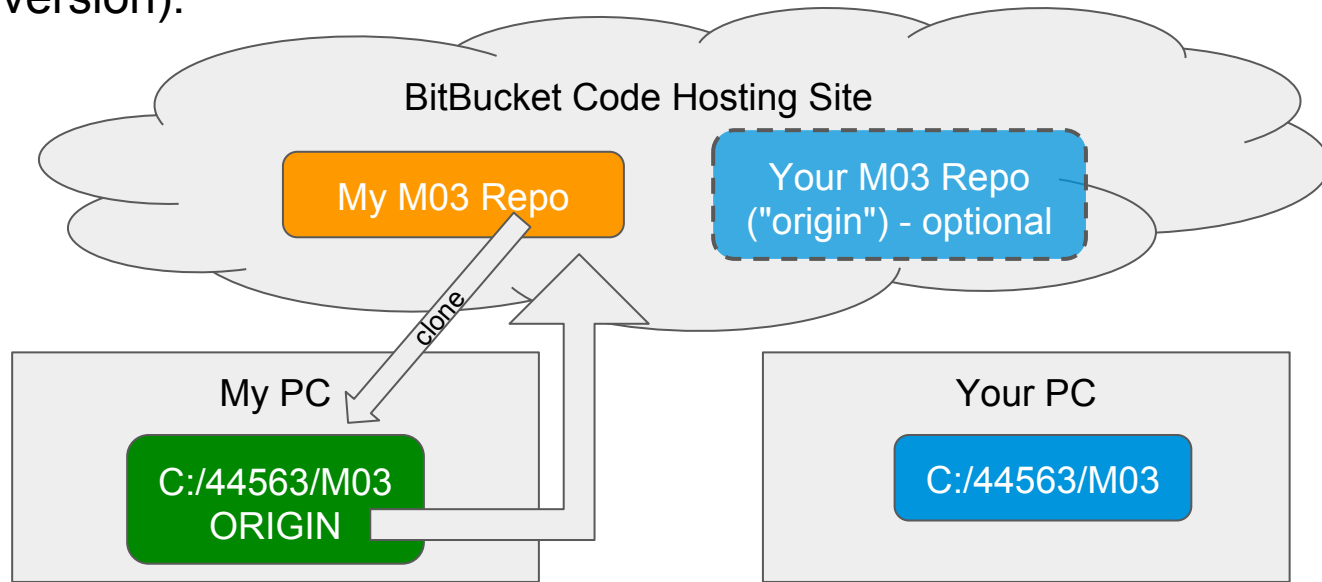 version).
BitBucket Code Hosting Site
My M03 Repo
Your M03 Repo
("origin") - optional
clone
My PC
C:/44563/M03
ORIGIN
Your PC
C:/44563/M03